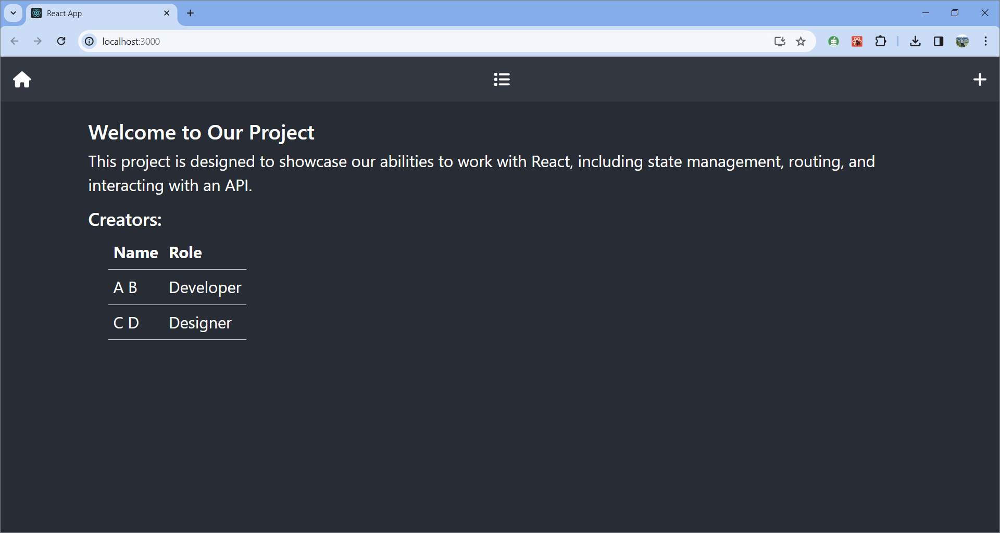 React App
localhost:3000
Welcome to Our Project
This project is designed to showcase our abilities to work with React, including state management, routing, and
interacting with an API.
Creators:
Name Role
A B Developer
C D Designer